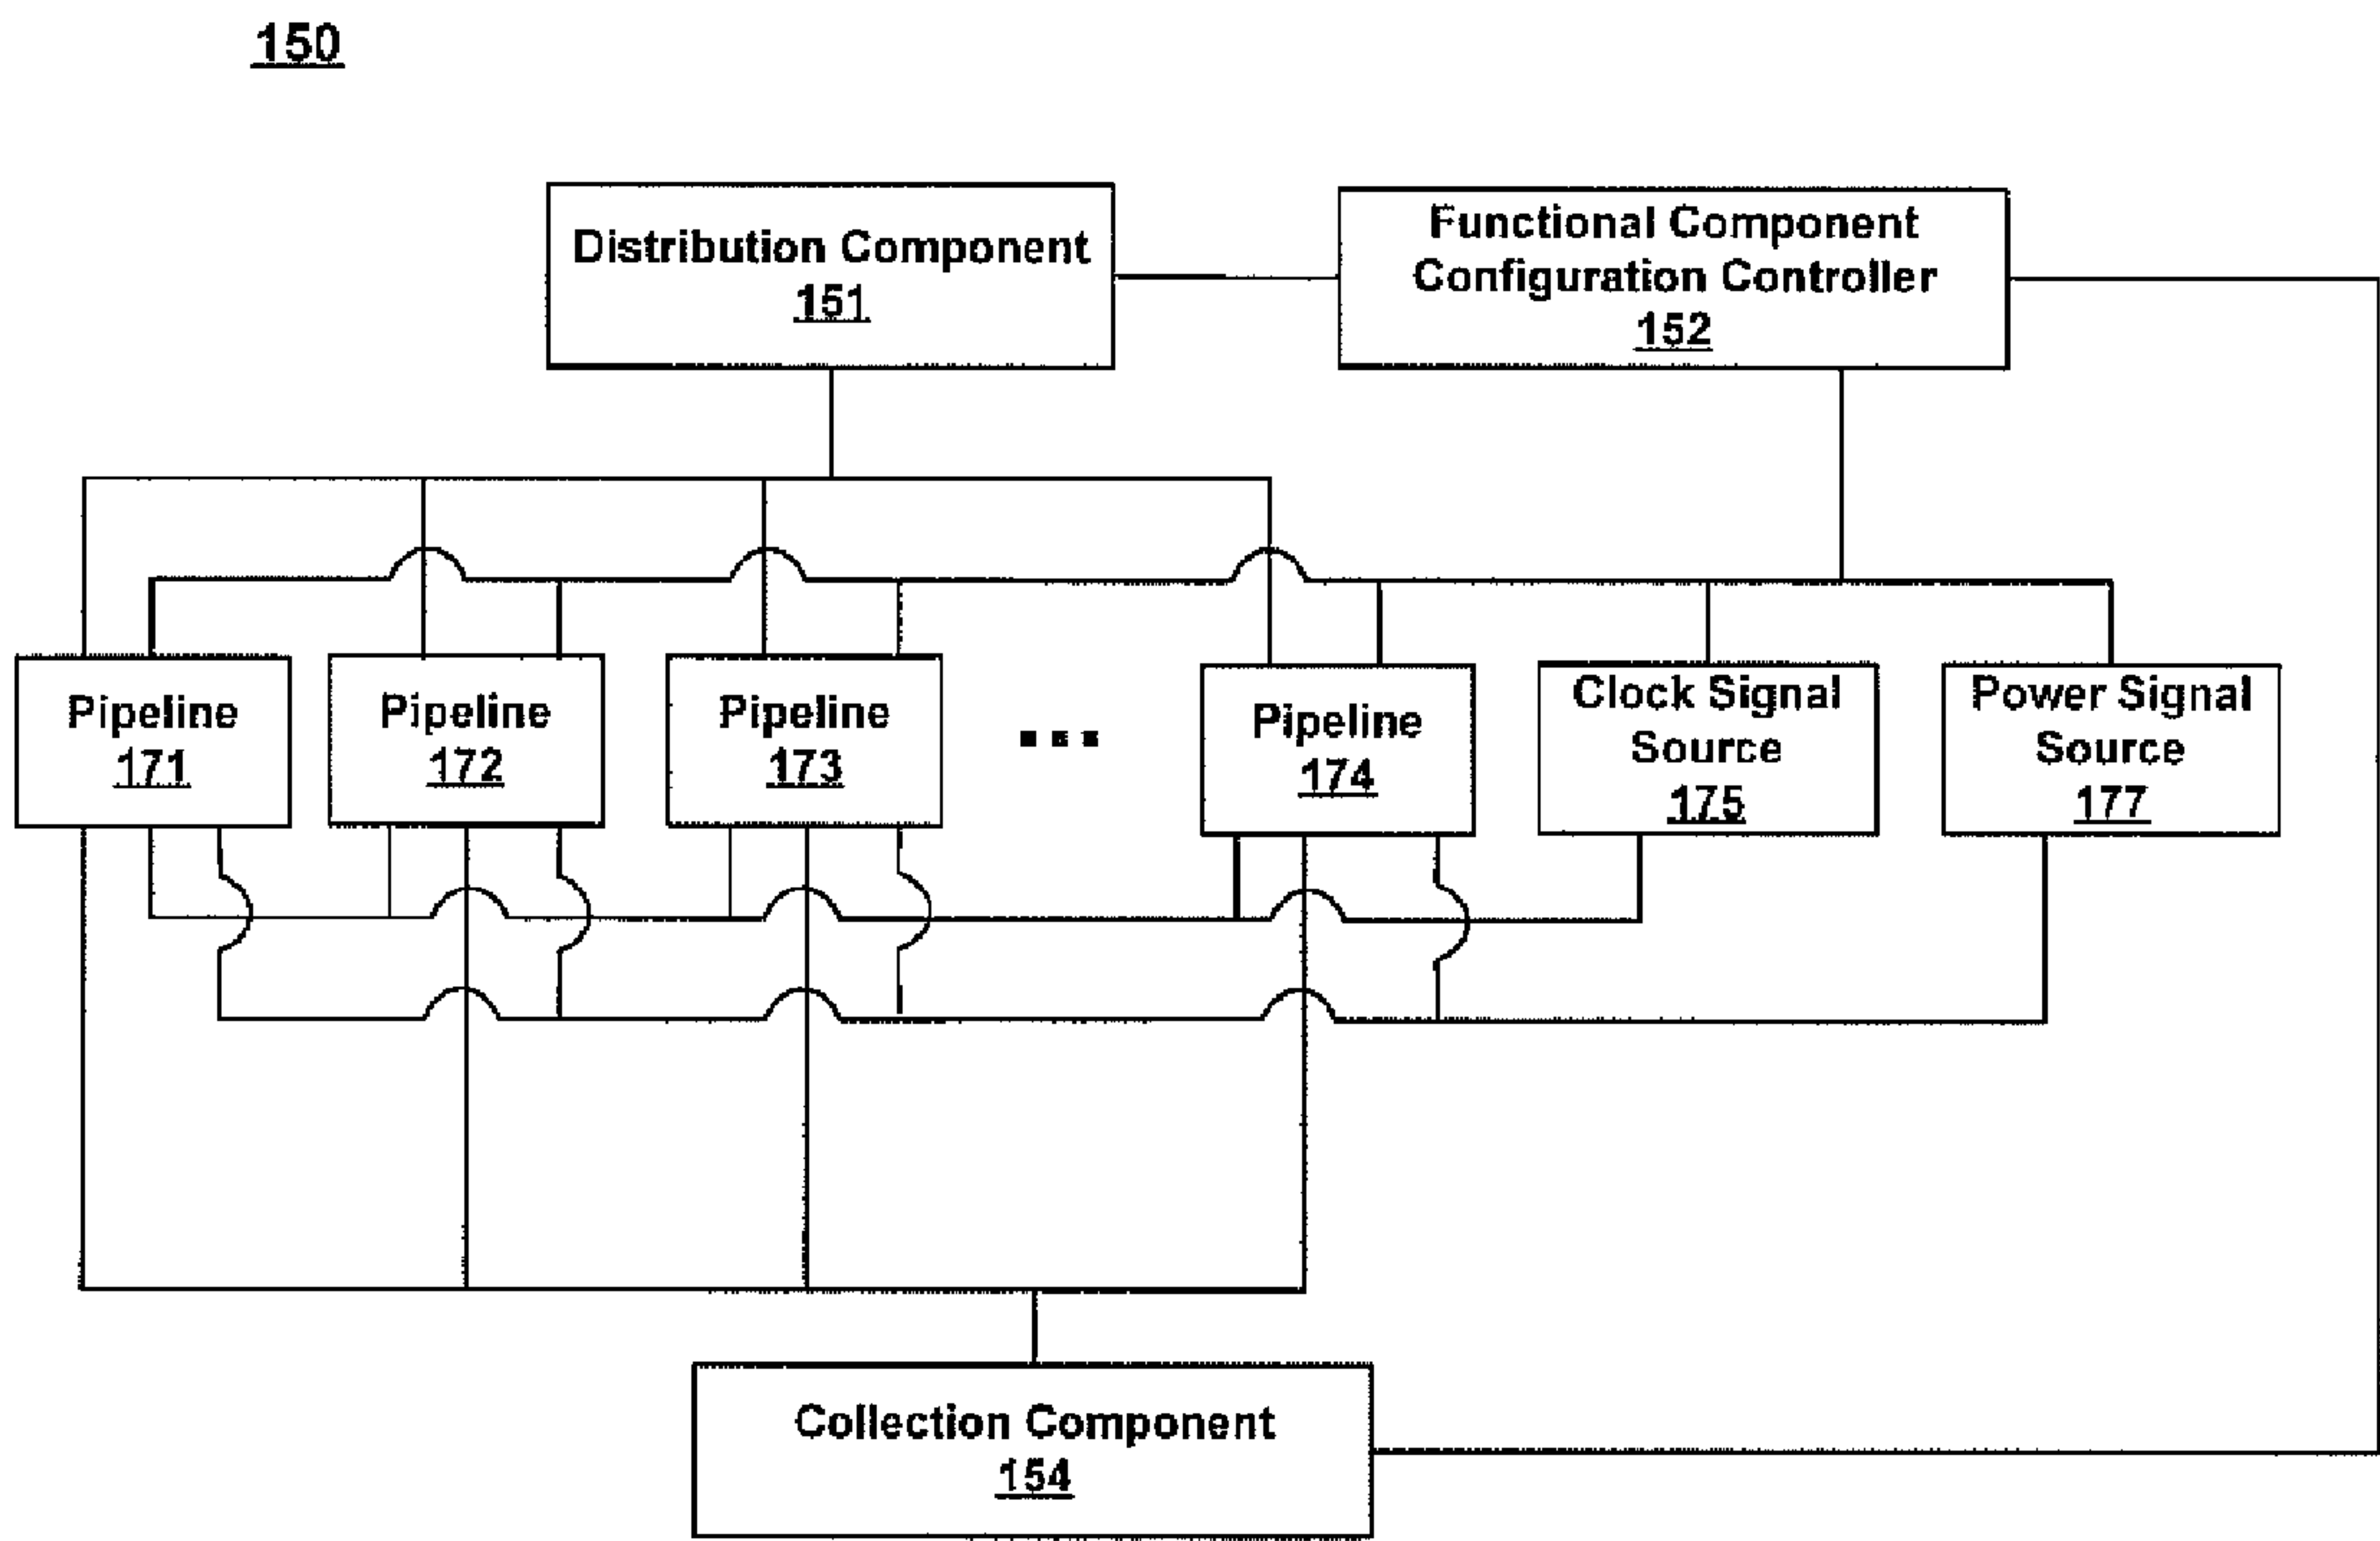 150
Distribution Component
151
Functional Component
Configuration Controller
152
Pipeline
171
Pipeline
172
Pipeline
173
...
Pipeline
174
Clock Signal
Source
175
Power Signal
Source
177
Collection Component
154